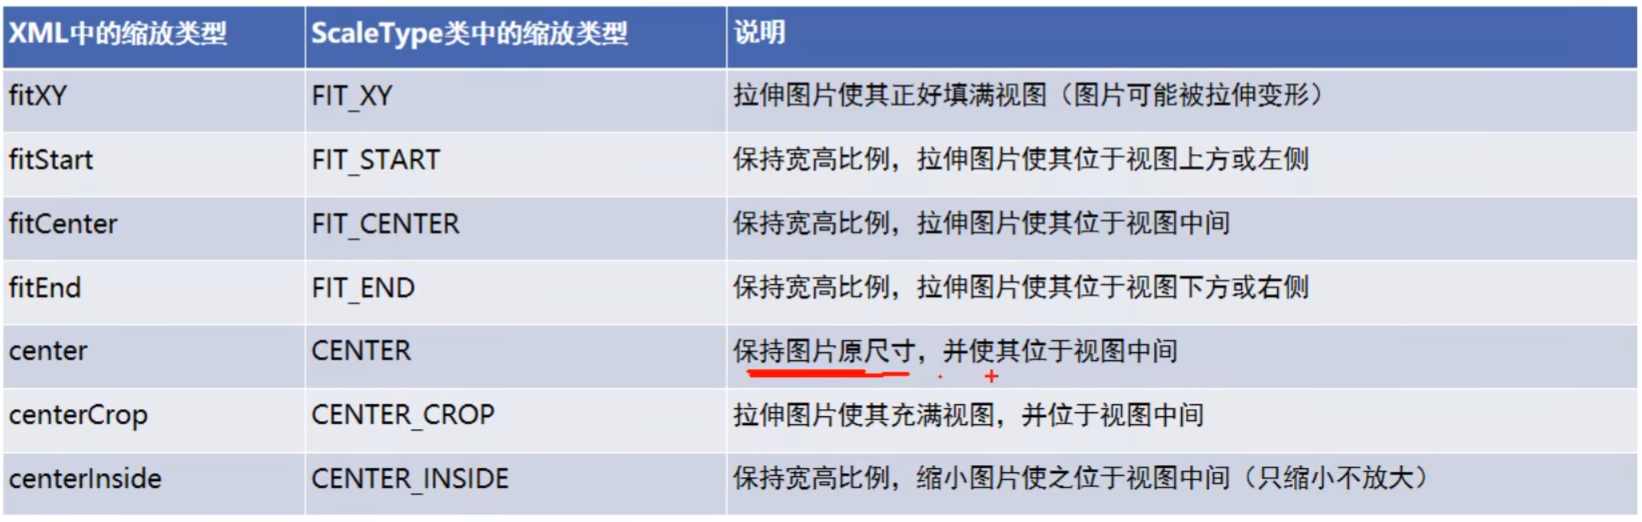 XML中的缩放类型 ScaleType类中的缩放类型 说明
fitXY FIT_XY 拉伸图片使其正好填满视图（图片可能被拉伸变形）
fitStart FIT_START 保持宽高比例，拉伸图片使其位于视图上方或左侧
fitCenter FIT_CENTER 保持宽高比例，拉伸图片使其位于视图中间
fitEnd FIT_END 保持宽高比例，拉伸图片使其位于视图下方或右侧
center CENTER 保持图片原尺寸，并使其位于视图中间
centerCrop CENTER_CROP 拉伸图片使其充满视图，并位于视图中间
centerInside CENTER_INSIDE 保持宽高比例，缩小图片使之位于视图中间（只缩小不放大）